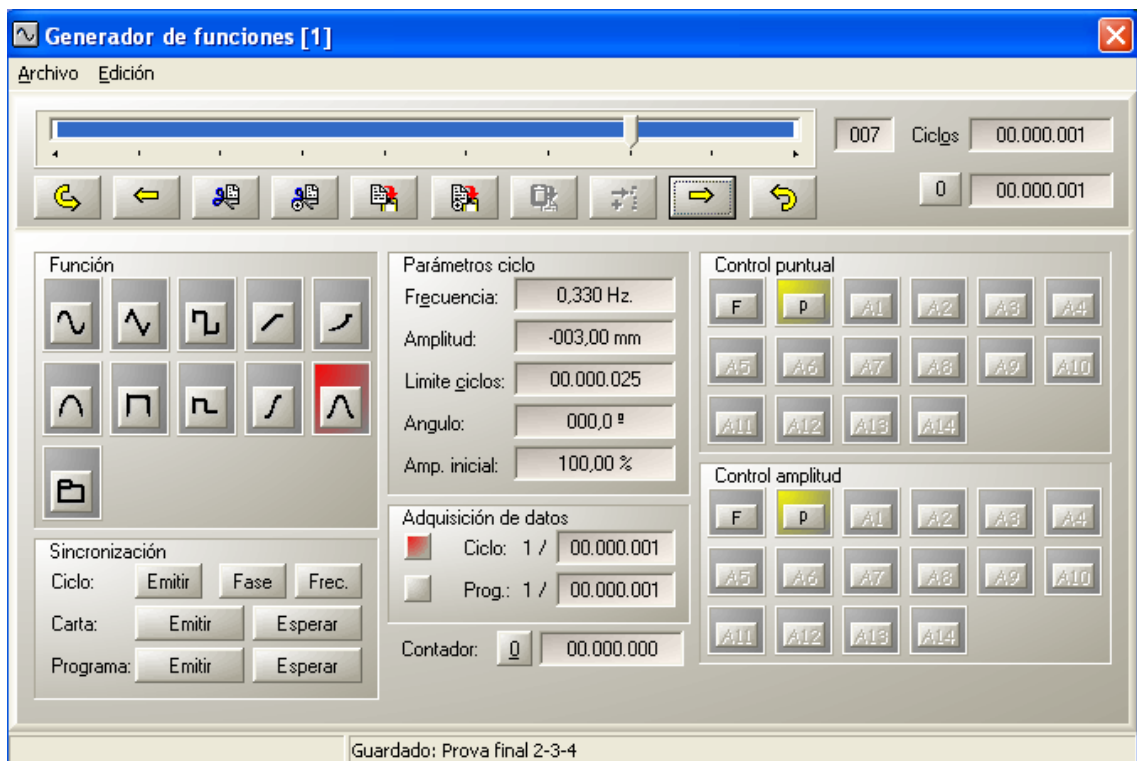 Generador de funciones [1]
Archivo Edición
007 Ciclos 00.000.001
0 00.000.001
Función
Parámetros ciclo
Frecuencia: 0,330 Hz.
Amplitud: -003,00 mm
Limite ciclos: 00.000.025
Angulo: 000,0 º
Amp. inicial: 100,00 %
Control puntual
F P A1 A2 A3 A4
A5 A6 A7 A8 A9 A10
A11 A12 A13 A14
Control amplitud
F P A1 A2 A3 A4
A5 A6 A7 A8 A9 A10
A11 A12 A13 A14
Sincronización
Ciclo: Emitir Fase Frec.
Carta: Emitir Esperar
Programa: Emitir Esperar
Adquisición de datos
Ciclo: 1 / 00.000.001
Prog.: 1 / 00.000.001
Contador: 0 00.000.000
Guardado: Prova final 2-3-4